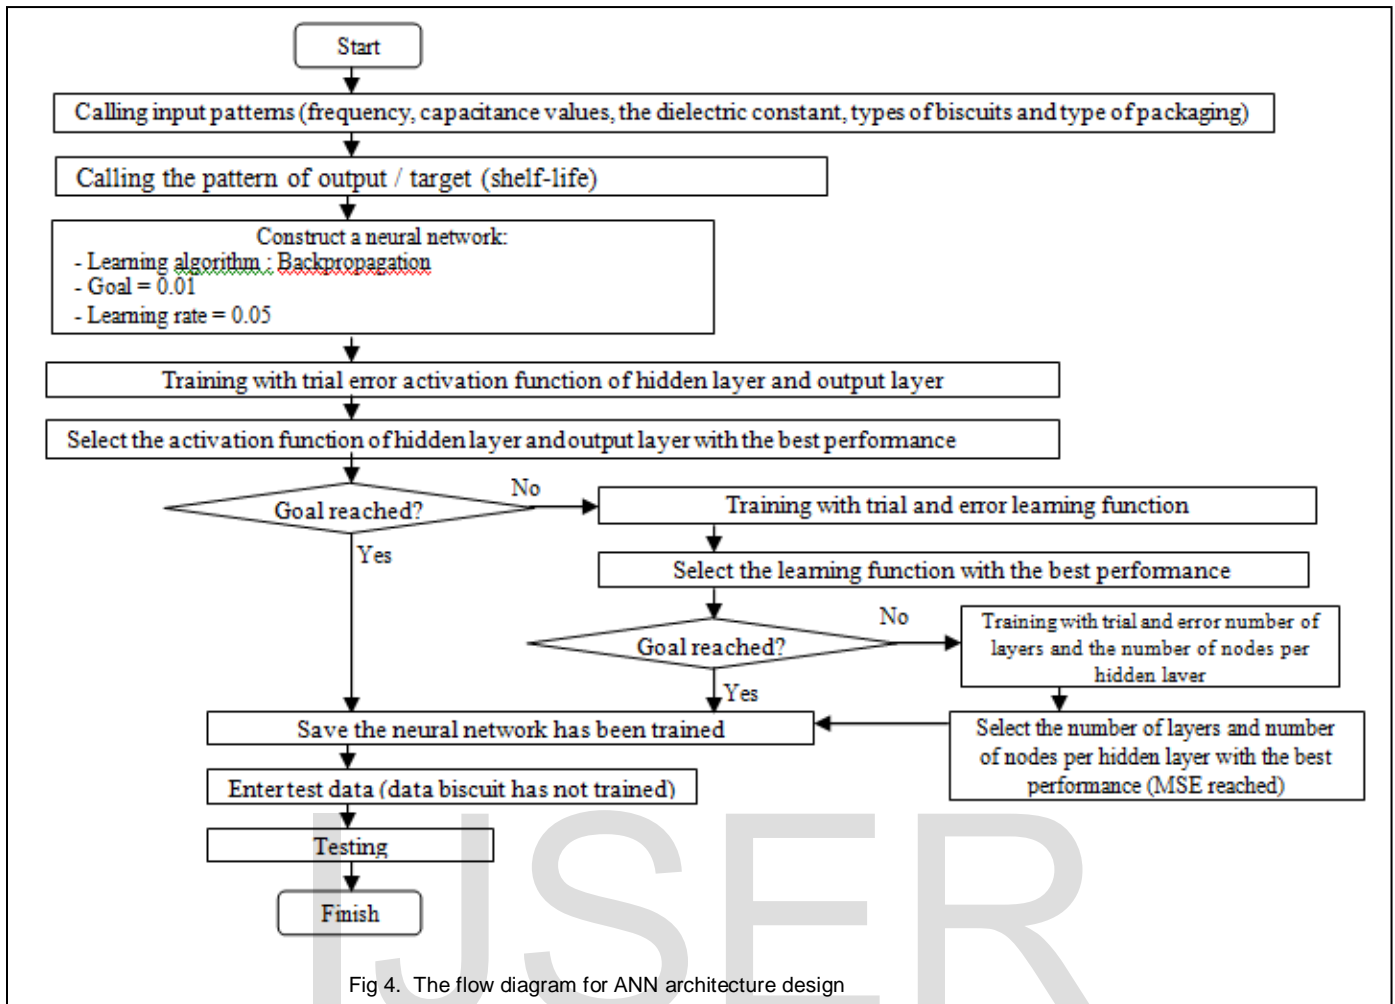 Start
Calling input patterns (frequency, capacitance values, the dielectric constant, types of biscuits and type of packaging)
Calling the pattern of output / target (shelf-life)
Construct a neural network:
- Learning algorithm : Backpropagation
- Goal = 0.01
- Learning rate = 0.05
Training with trial error activation function of hidden layer and output layer
Select the activation function of hidden layer and output layer with the best performance
Goal reached?
No
Yes
Training with trial and error learning function
Select the learning function with the best performance
Goal reached?
No
Yes
Training with trial and error number of
layers and the number of nodes per
hidden layer
Select the number of layers and number
of nodes per hidden layer with the best
performance (MSE reached)
Save the neural network has been trained
Enter test data (data biscuit has not trained)
Testing
Finish
IJSER
Fig 4. The flow diagram for ANN architecture design